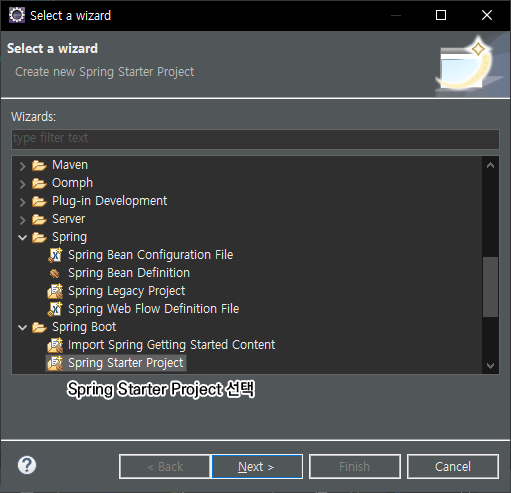 Select a wizard
Select a wizard
Create new Spring Starter Project
Wizards:
type filter text
Maven
Oomph
Plug-in Development
Server
Spring
Spring Bean Configuration File
Spring Bean Definition
Spring Legacy Project
Spring Web Flow Definition File
Spring Boot
Import Spring Getting Started Content
Spring Starter Project
Spring Starter Project 선택
?
< Back
Next >
Finish
Cancel